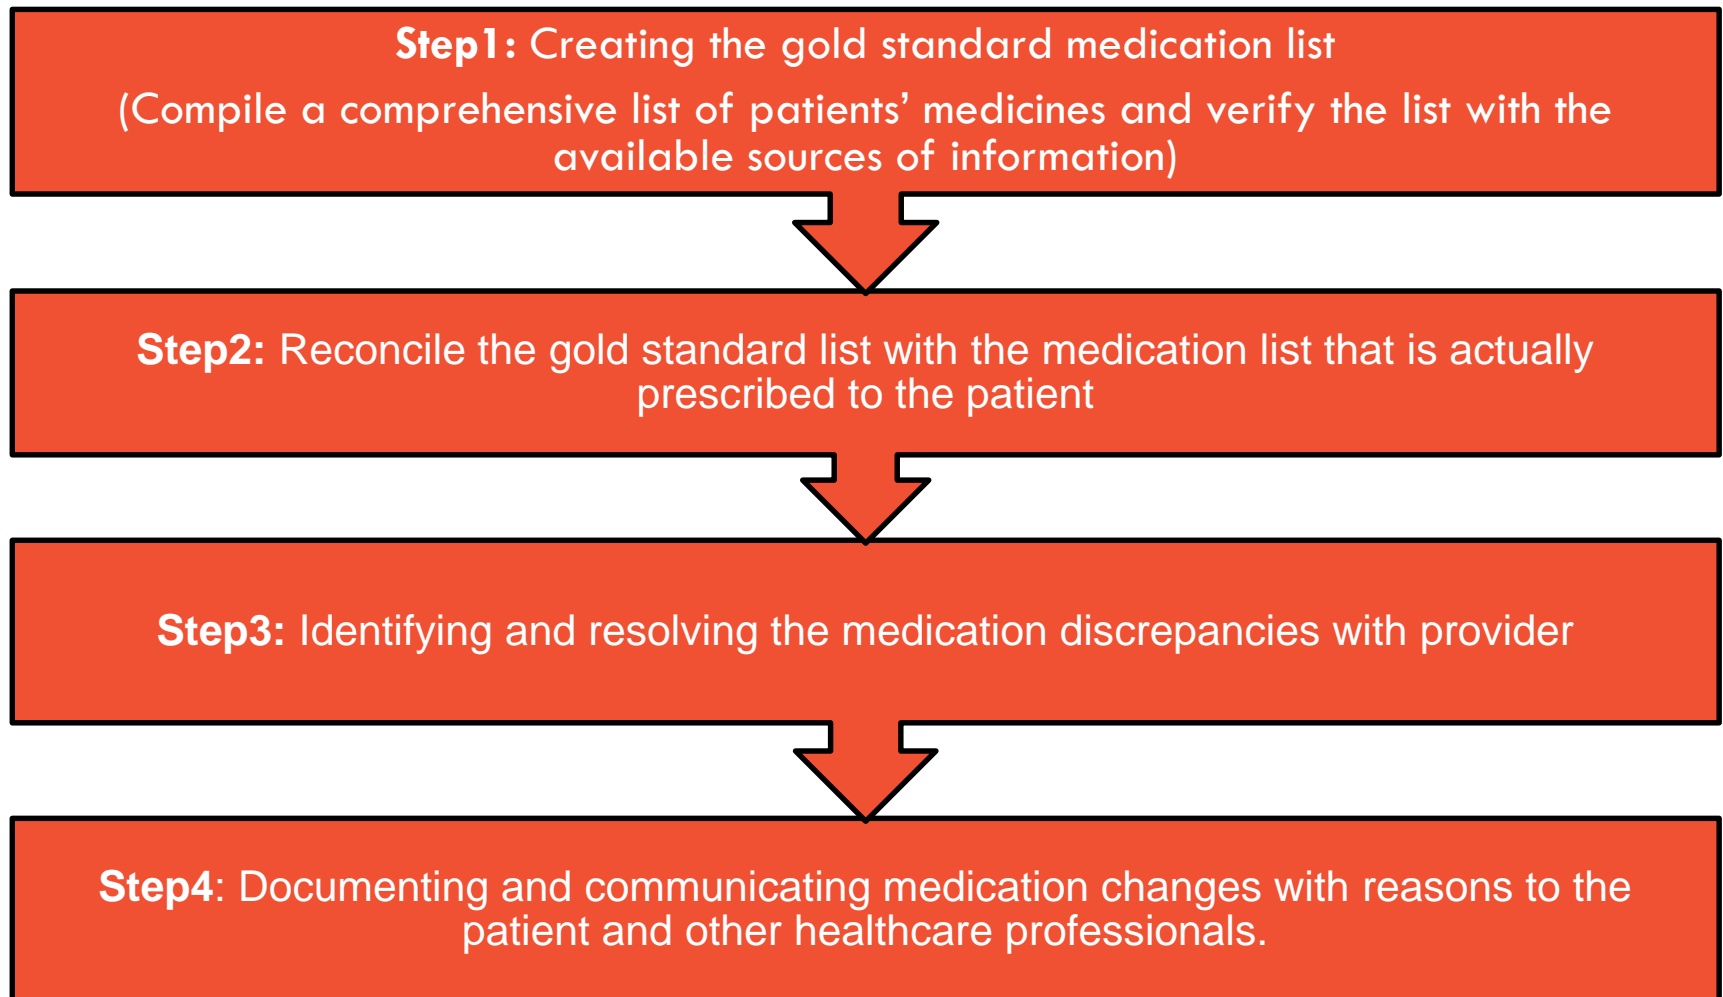 Step1: Creating the gold standard medication list
(Compile a comprehensive list of patients’ medicines and verify the list with the
available sources of information)
Step2: Reconcile the gold standard list with the medication list that is actually
prescribed to the patient
Step3: Identifying and resolving the medication discrepancies with provider
Step4: Documenting and communicating medication changes with reasons to the
patient and other healthcare professionals.